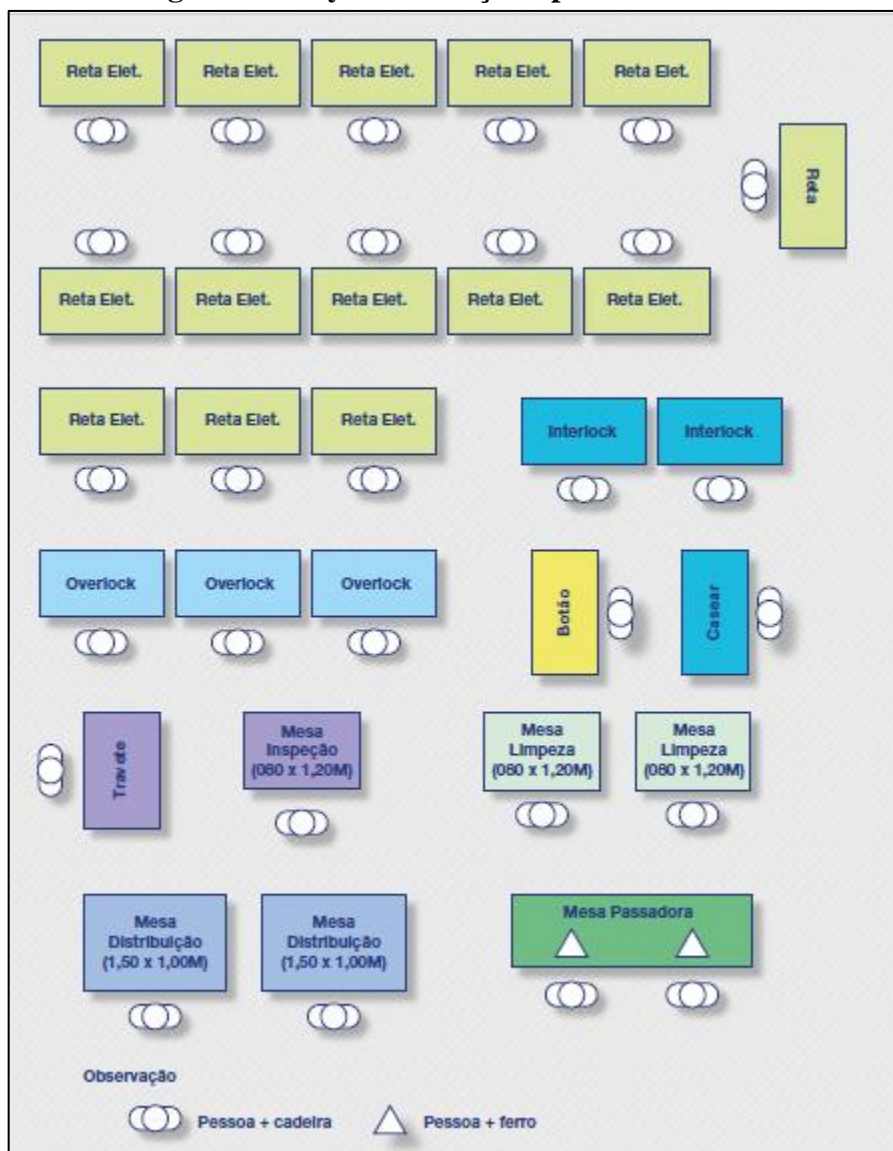 Reta Elet. Reta Elet. Reta Elet. Reta Elet. Reta Elet.
Reta
Reta Elet. Reta Elet. Reta Elet. Reta Elet. Reta Elet.
Reta Elet. Reta Elet. Reta Elet.
Interlock Interlock
Overlock Overlock Overlock
Botão
Casear
Travete
Mesa
Inspeção
(060 x 1,20M)
Mesa
Limpeza
(060 x 1,20M)
Mesa
Limpeza
(060 x 1,20M)
Mesa
Distribuição
(1,50 x 1,00M)
Mesa
Distribuição
(1,50 x 1,00M)
Mesa Passadora
Observação
Pessoa + cadeira
Pessoa + ferro